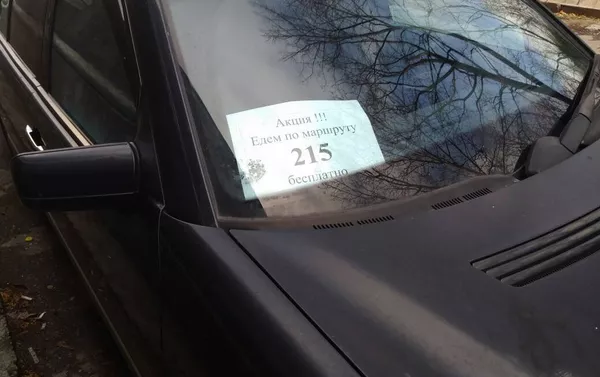 Акция !!!
Едем по маршруту
215
бесплатно